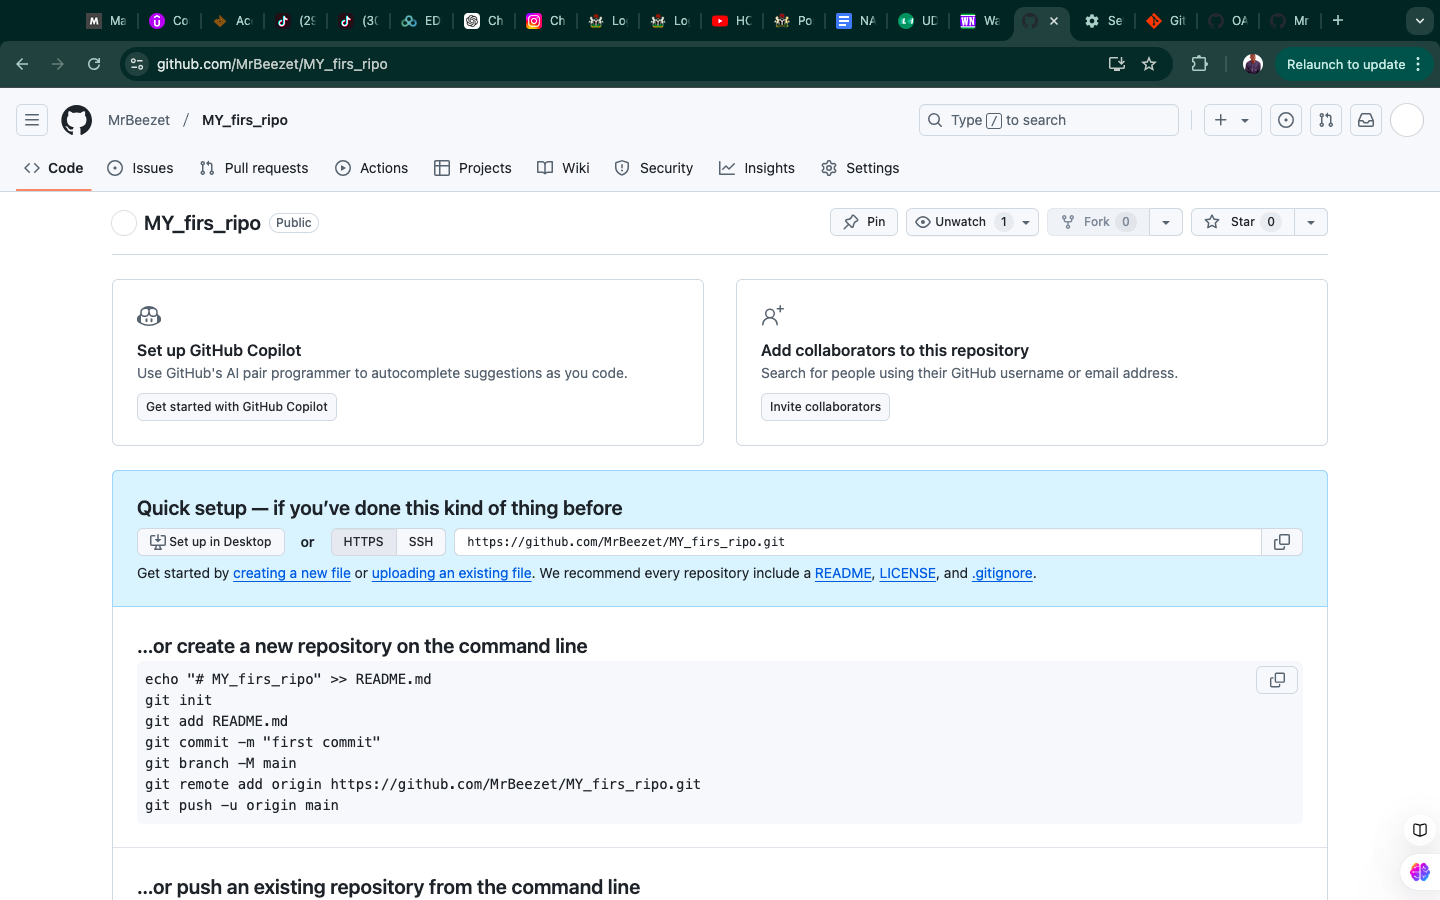 Ma
Co
Ac
(29
(30
ED
Ch
Ch
Lo
Lo
HO
Po
NA
UD
WN Wa
Se
Git
OA
Mr
github.com/MrBeezet/MY_firs_ripo
Relaunch to update
MrBeezet / MY_firs_ripo
Type / to search
Code
Issues
Pull requests
Actions
Projects
Wiki
Security
Insights
Settings
MY_firs_ripo Public
Pin
Unwatch 1
Fork 0
Star 0
Set up GitHub Copilot
Use GitHub's AI pair programmer to autocomplete suggestions as you code.
Get started with GitHub Copilot
Add collaborators to this repository
Search for people using their GitHub username or email address.
Invite collaborators
Quick setup — if you’ve done this kind of thing before
Set up in Desktop or HTTPS SSH https://github.com/MrBeezet/MY_firs_ripo.git
Get started by creating a new file or uploading an existing file. We recommend every repository include a README, LICENSE, and .gitignore.
…or create a new repository on the command line
echo "# MY_firs_ripo" >> README.md
git init
git add README.md
git commit -m "first commit"
git branch -M main
git remote add origin https://github.com/MrBeezet/MY_firs_ripo.git
git push -u origin main
…or push an existing repository from the command line